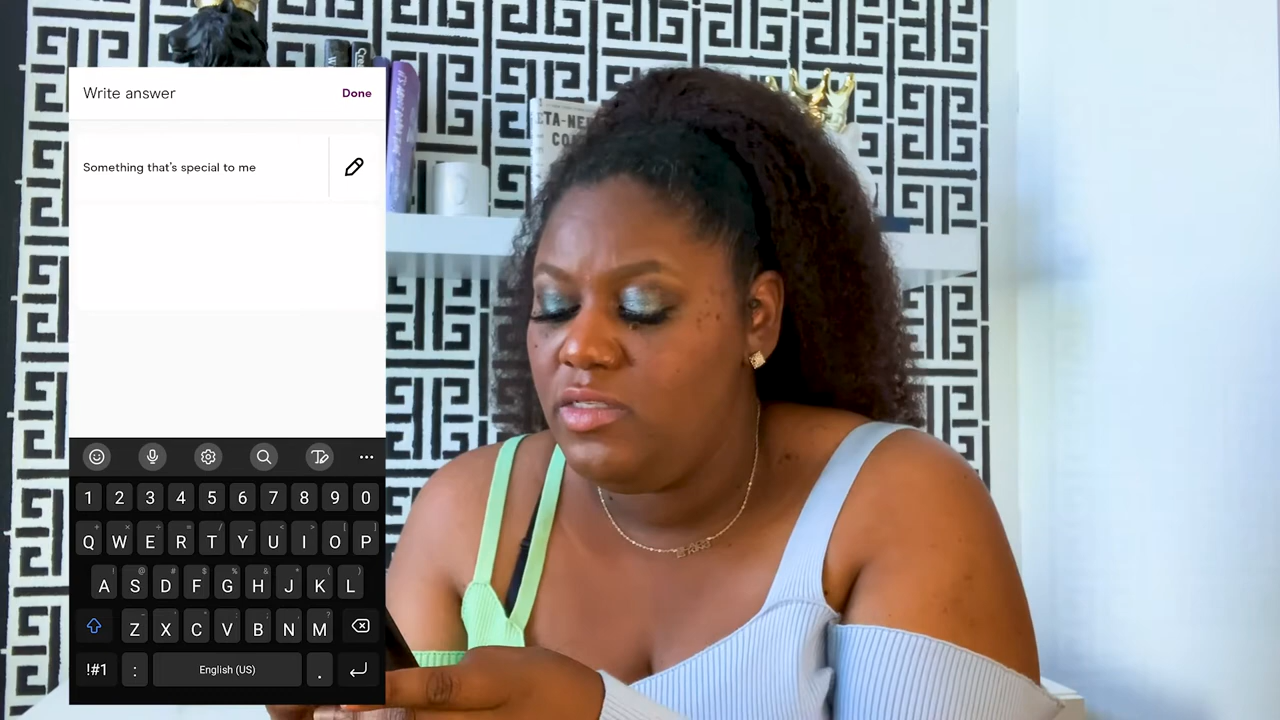 Write answer
Done
Something that's special to me
1 2 3 4 5 6 7 8 9 0
Q W E R T Y U I O P
A S D F G H J K L
Z X C V B N M
!#1 : English (US) .